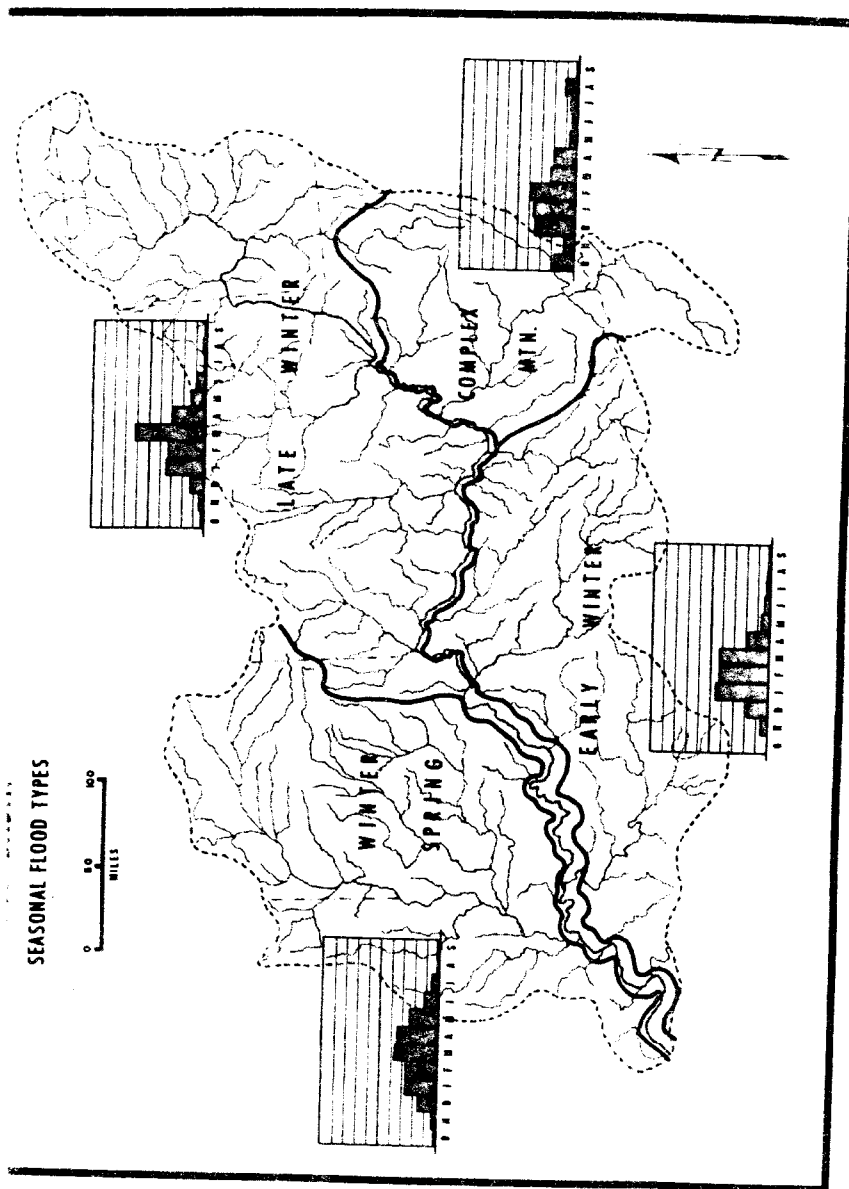 SEASONAL FLOOD TYPES
0 50 100
MILES
O N D J F M A M J J A S
LATE WINTER
O N D J F M A M J J A S
WINTER
SPRING
COMPLEX
MTN.
O N D J F M A M J J A S
EARLY WINTER
O N D J F M A M J J A S